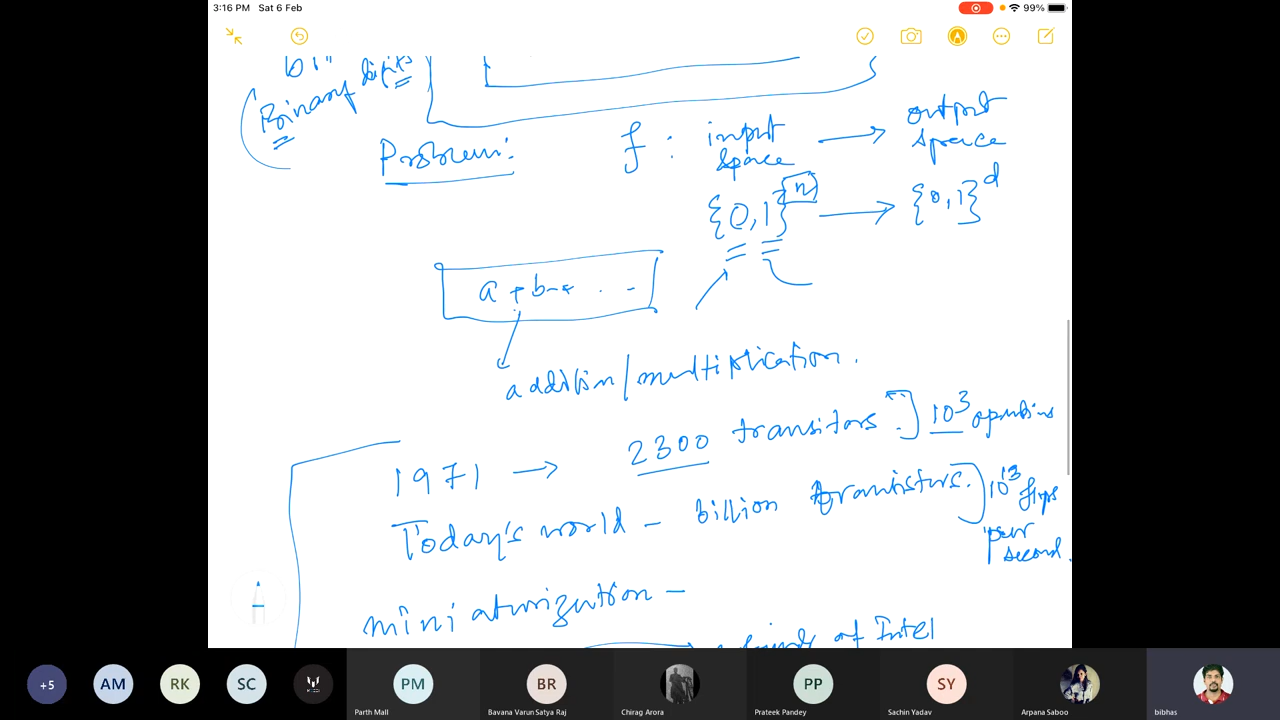 3:16 PM Sat 6 Feb
99%
Binary digits
Problem: f : input space → output space
{0,1}^n → {0,1}^d
a + b + . . .
addition/multiplication.
1971 → 2300 transitors. 10^3
Today's world - billion 10^13 flops per second.
miniaturization -
of Intel
+5
AM
RK
SC
PM
BR
PP
SY
Parth Mall
Bavana Varun Satya Raj
Chirag Arora
Prateek Pandey
Sachin Yadav
Arpana Saboo
bibhas